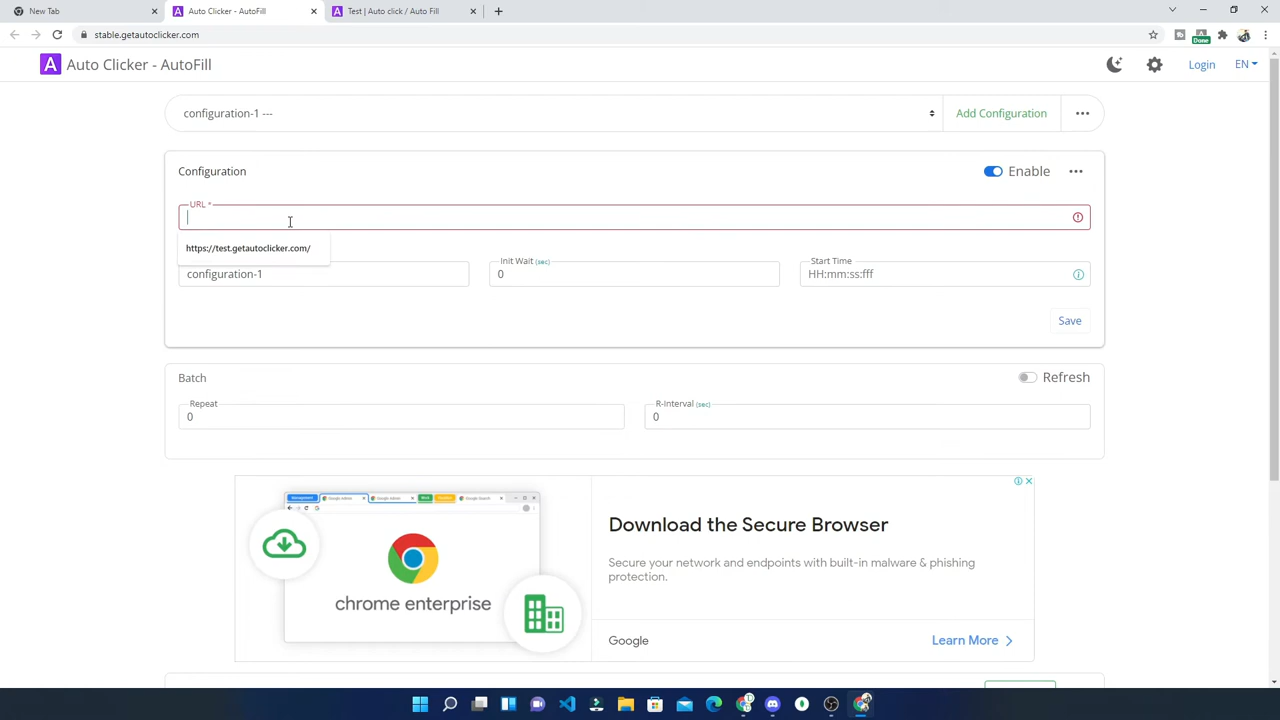 New Tab
Auto Clicker - AutoFill
Test | Auto click / Auto Fill
stable.getautoclicker.com
Done
A Auto Clicker - AutoFill
Login
EN
configuration-1 ---
Add Configuration
Configuration
Enable
URL *
https://test.getautoclicker.com/
configuration-1
Init Wait (sec)
0
Start Time
HH:mm:ss:fff
Save
Batch
Refresh
Repeat
0
R-Interval (sec)
0
Download the Secure Browser
Secure your network and endpoints with built-in malware & phishing
protection.
chrome enterprise
Google
Learn More